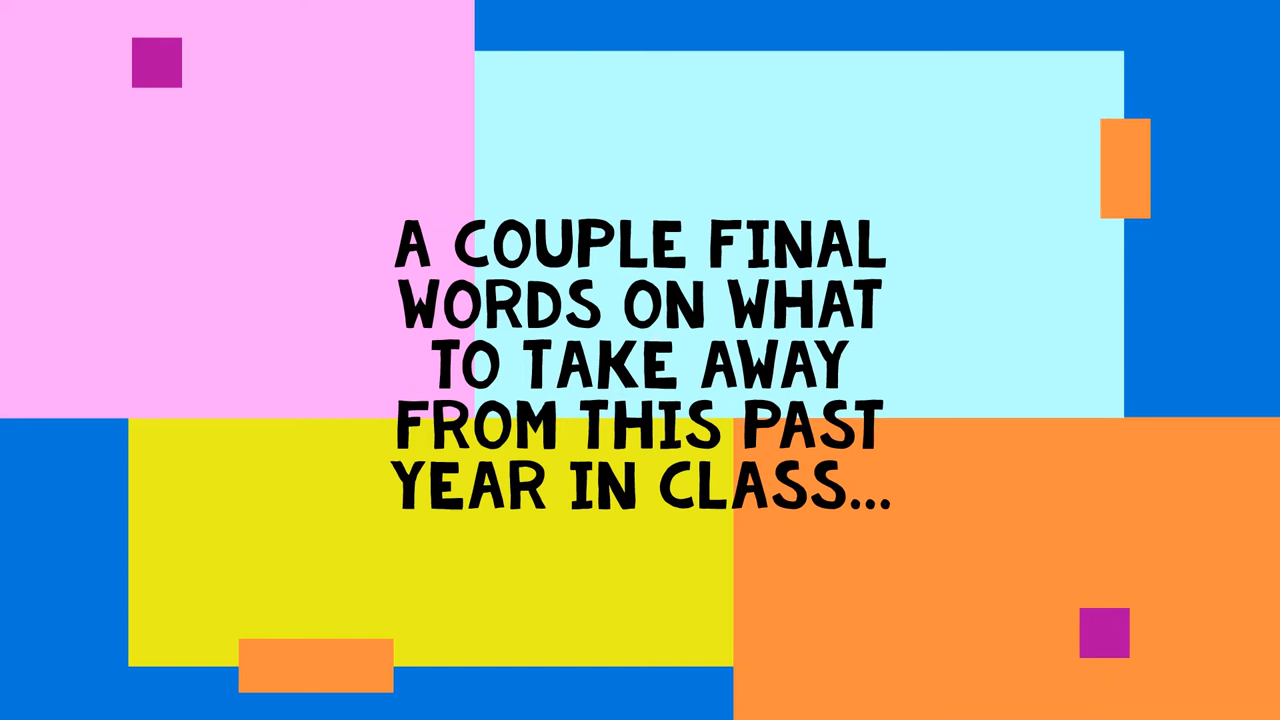 A COUPLE FINAL
WORDS ON WHAT
TO TAKE AWAY
FROM THIS PAST
YEAR IN CLASS...